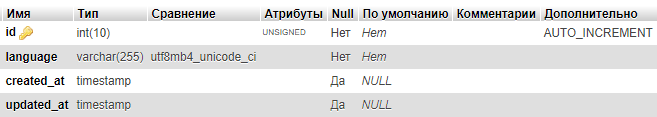 Имя Тип Сравнение Атрибуты Null По умолчанию Комментарии Дополнительно
id int(10) UNSIGNED Нет Нет AUTO_INCREMENT
language varchar(255) utf8mb4_unicode_ci Нет Нет
created_at timestamp Да NULL
updated_at timestamp Да NULL